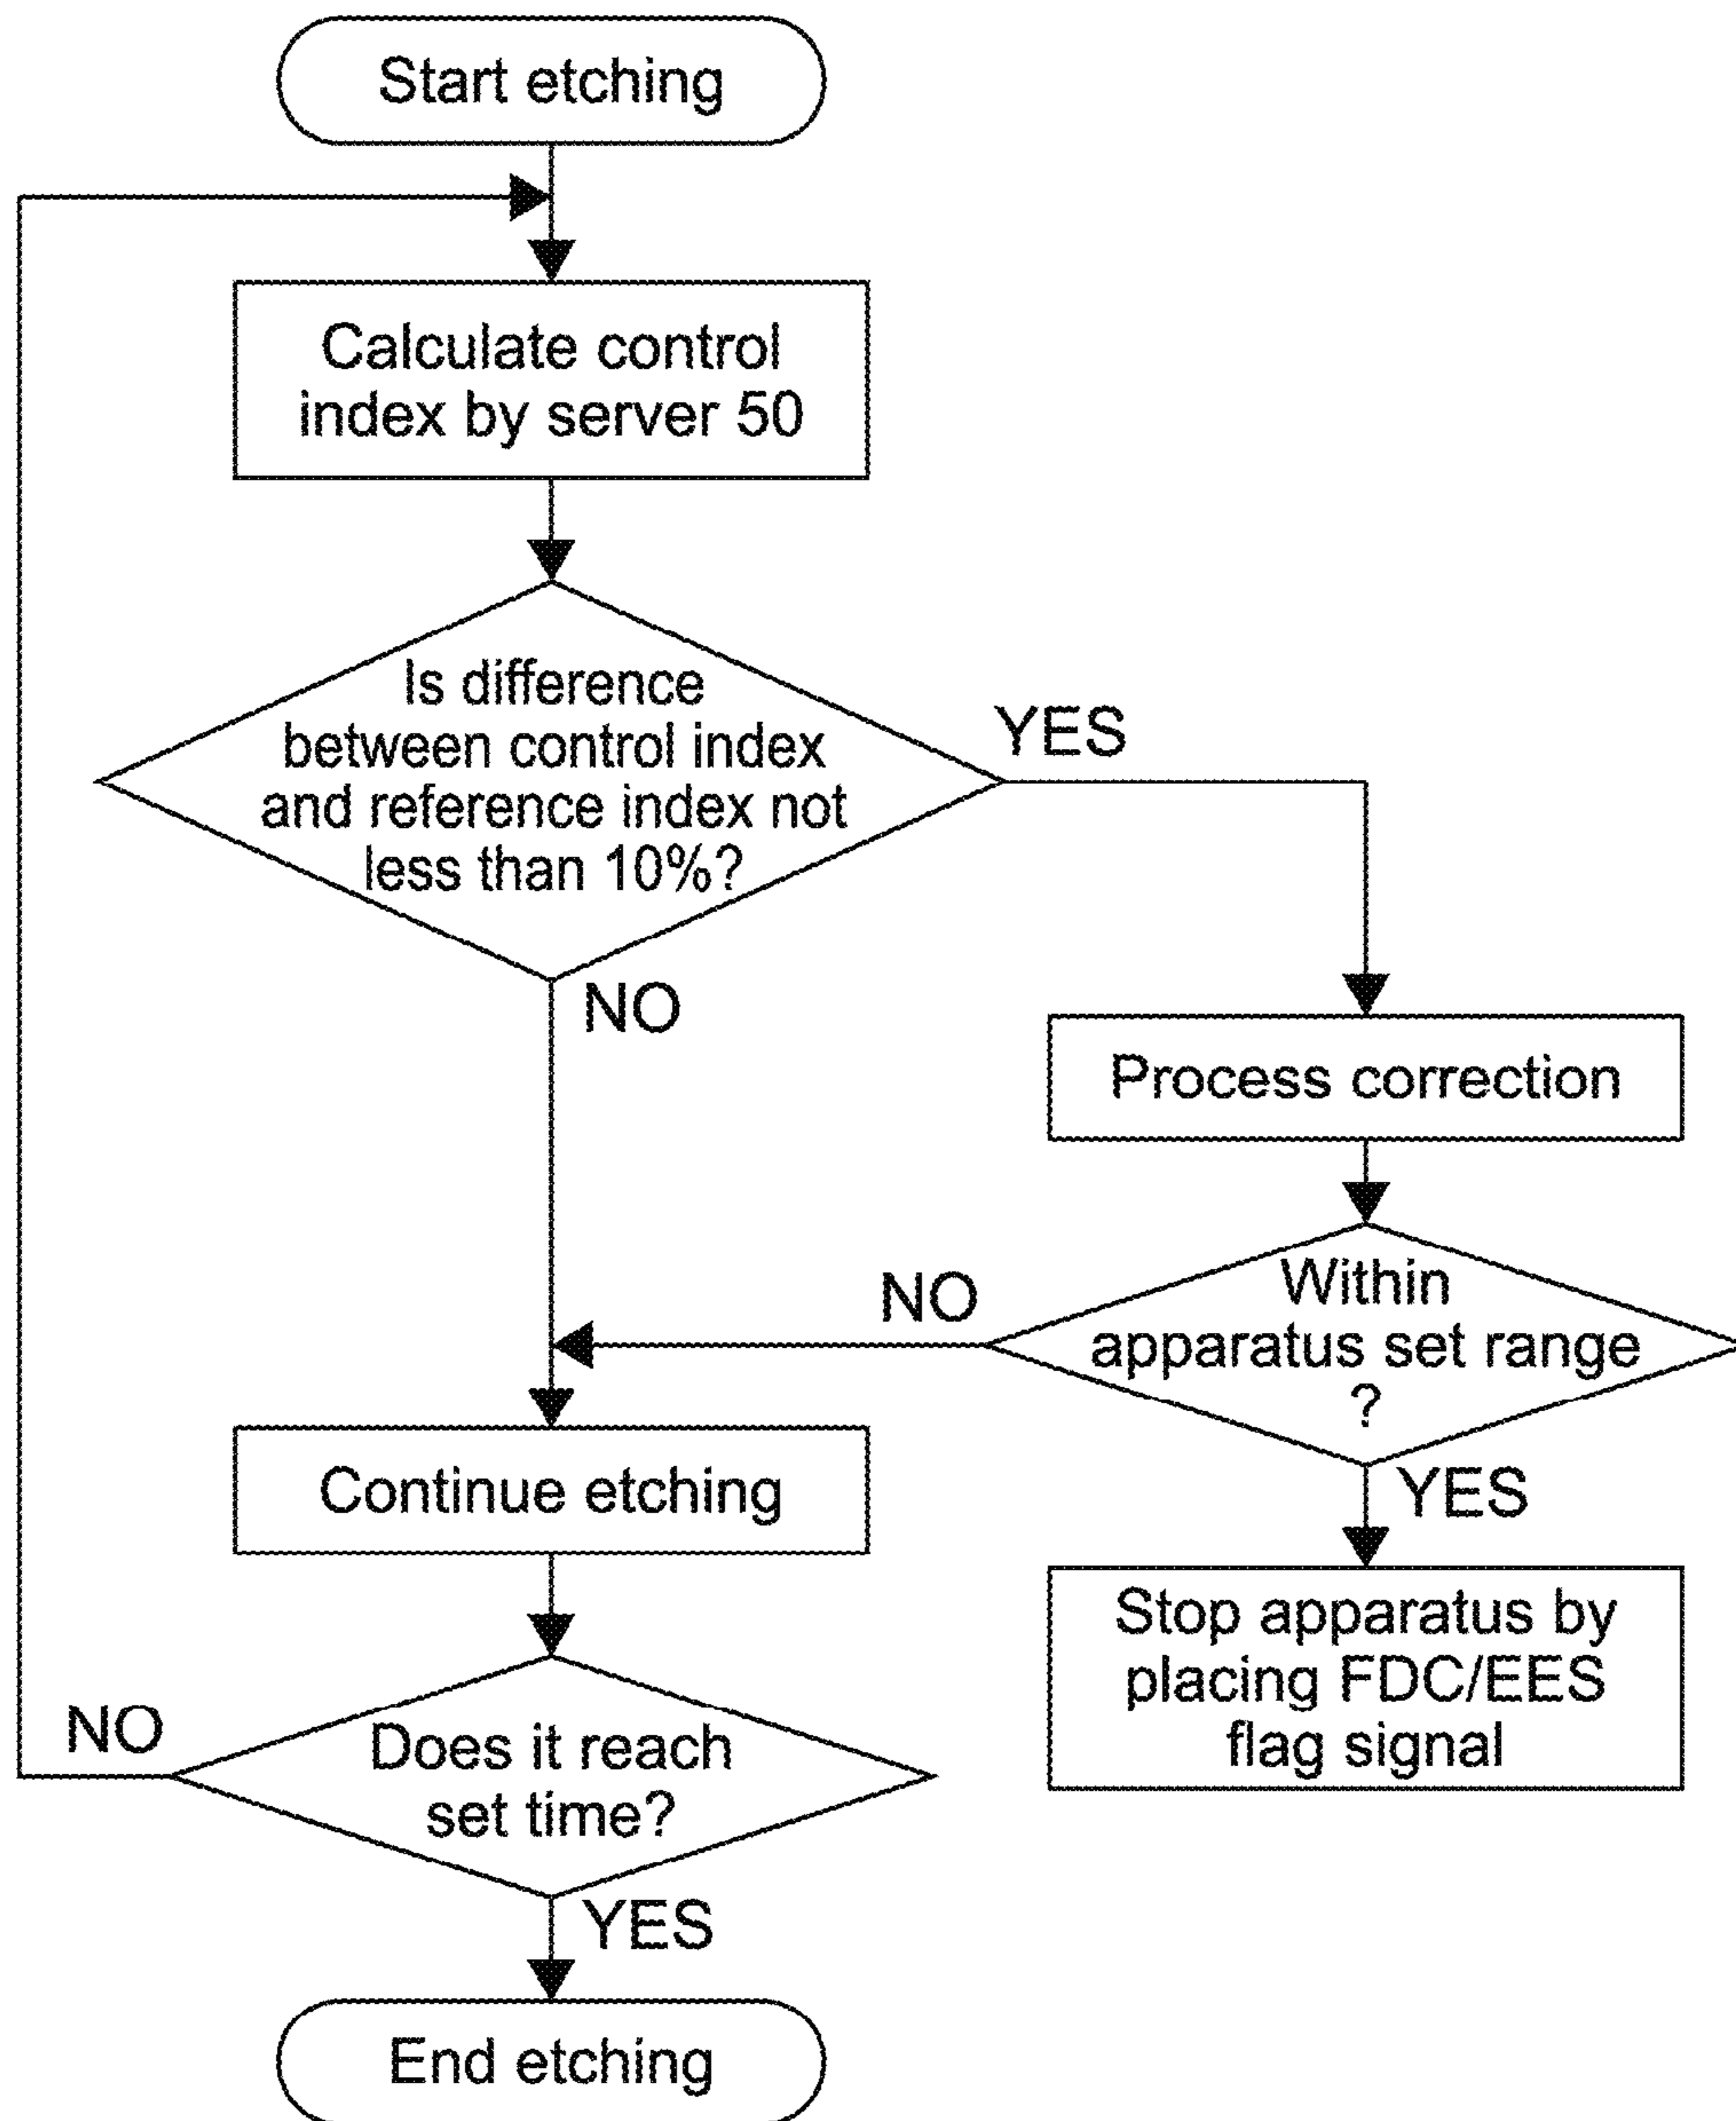 Start etching
Calculate control
index by server 50
Is difference
between control index
and reference index not
less than 10%?
YES
NO
Process correction
Within
apparatus set range
?
NO
YES
Continue etching
Stop apparatus by
placing FDC/EES
flag signal
Does it reach
set time?
NO
YES
End etching